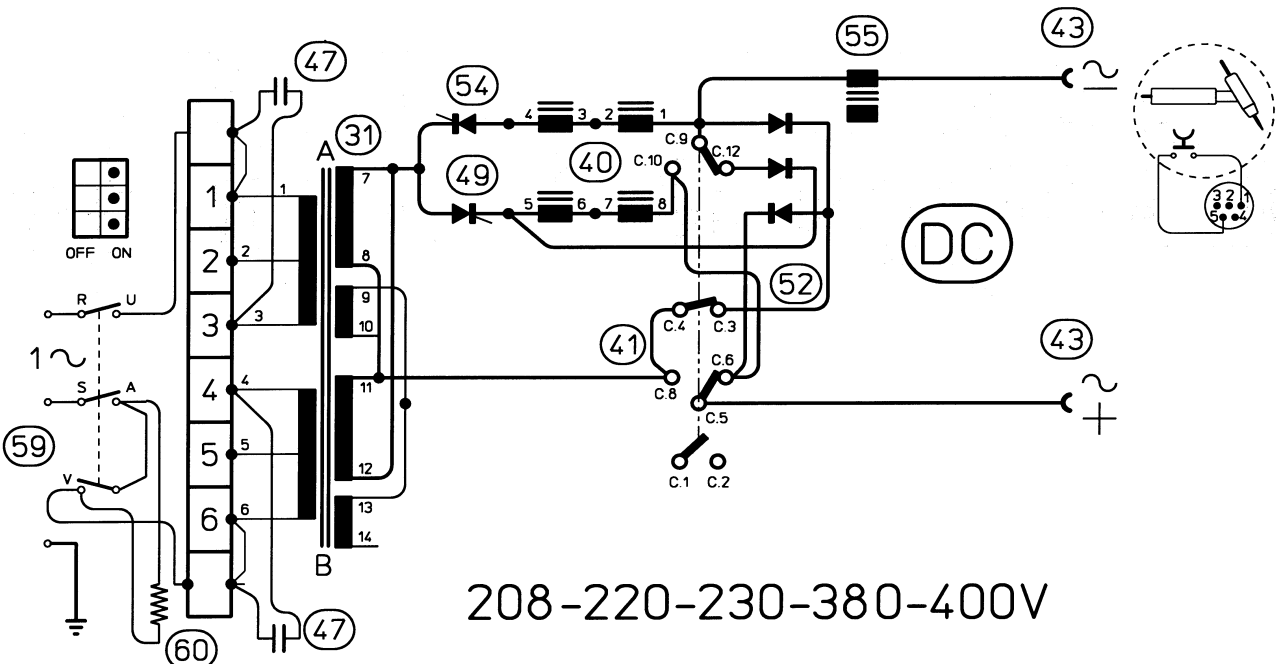 43
55
47
54
4 3 2 1
C.9
C.12
C.10
31
A
7
49
40
5 6 7 8
1
1
OFF ON
2
2
8
DC
3 2 1
5 4
52
9
R U
3
3
10
C.4 C.3
41
43
1
C.6
S A
4
4
11
C.8
C.5
59
5
5
12
V
C.1 C.2
6
6
13
14
B
208-220-230-380-400V
47
60